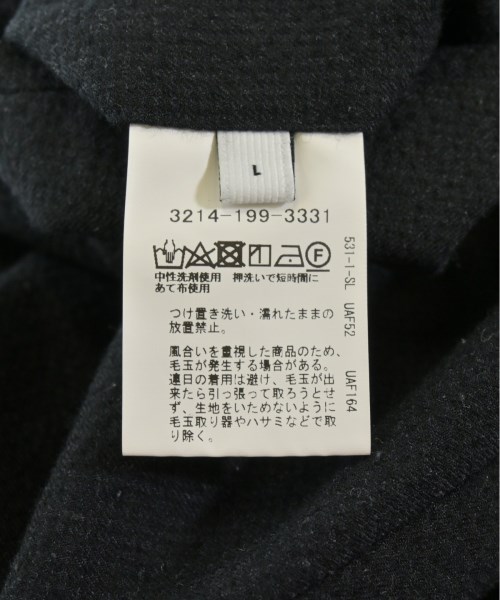 L
3214-199-3331
F
中性洗剤使用 押洗いで短時間に
あて布使用
つけ置き洗い・濡れたままの
放置禁止。
風合いを重視した商品のため、
毛玉が発生する場合がある。
連日の着用は避け、毛玉が出
来たら引っ張って取ろうとせ
ず、生地をいためないように
毛玉取り器やハサミなどで取
り除く。
531-1-SL UAF52 UAF164